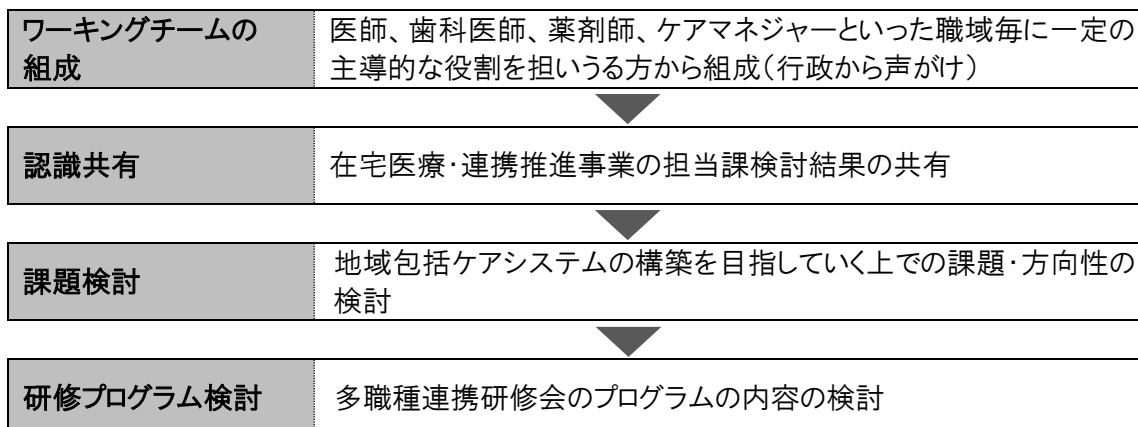 ワーキングチームの
組成
医師、歯科医師、薬剤師、ケアマネジャーといった職域毎に一定の
主導的な役割を担いうる方から組成（行政から声がけ）
認識共有
在宅医療・連携推進事業の担当課検討結果の共有
課題検討
地域包括ケアシステムの構築を目指していく上での課題・方向性の
検討
研修プログラム検討
多職種連携研修会のプログラムの内容の検討